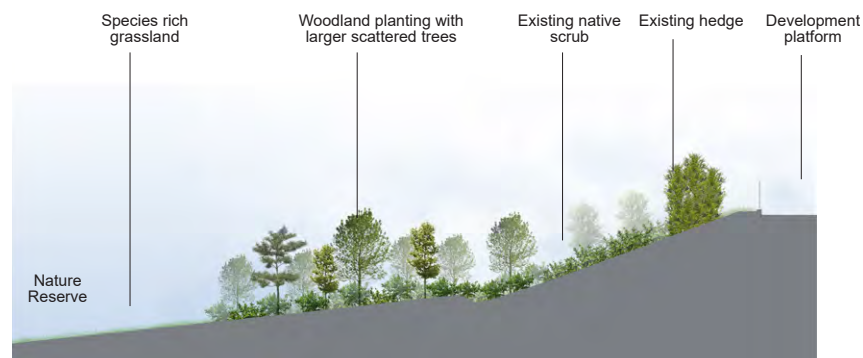 Species rich
grassland
Woodland planting with
larger scattered trees
Existing native
scrub
Existing hedge
Development
platform
Nature
Reserve